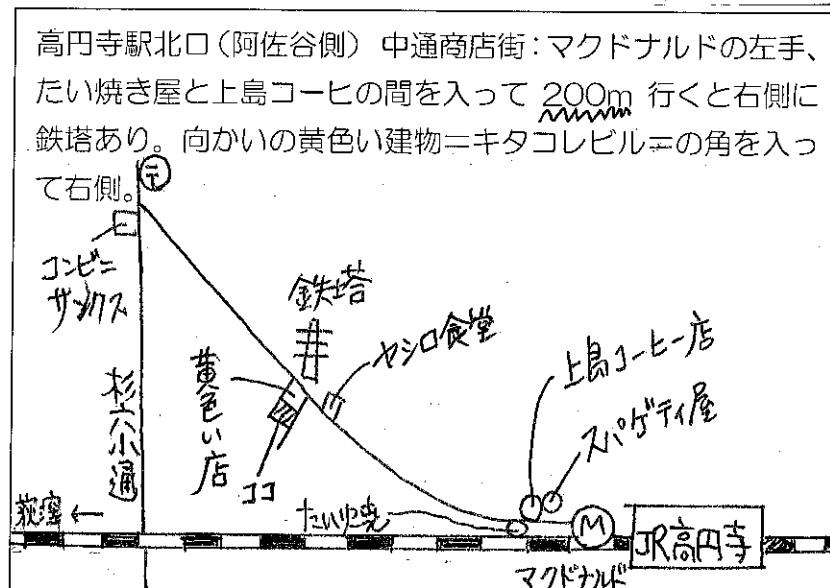 高円寺駅北口（阿佐谷側） 中通商店街：マクドナルドの左手、
たい焼き屋と上島コーヒの間を入って 200m 行くと右側に
鉄塔あり。向かいの黄色い建物＝キタコレビル＝の角を入っ
て右側。
〒
コンビニ
サンクス
鉄塔
ヤシロ食堂
上島コーヒー店
スパゲティ屋
黄色い店
ココ
杉六小通
荻窪 ←
たい焼
M
JR高円寺
マクドナルド